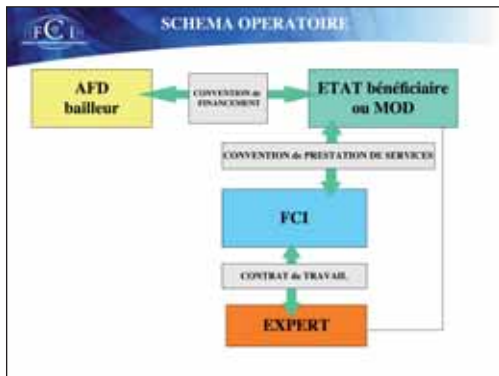 FCI
SCHEMA OPERATOIRE
AFD
bailleur
CONVENTION de
FINANCEMENT
ETAT bénéficiaire
ou MOD
CONVENTION de PRESTATION DE SERVICES
FCI
CONTRAT de TRAVAIL
EXPERT